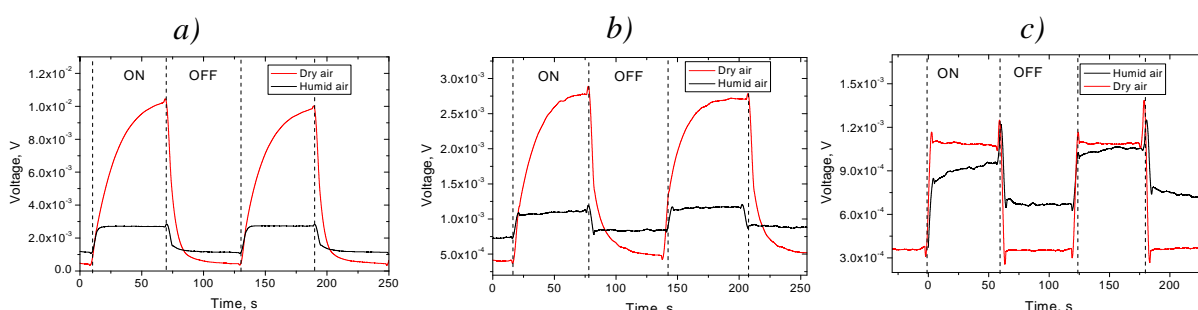 a)
ON OFF
Dry air
Humid air
1.2x10⁻²
1.0x10⁻²
8.0x10⁻³
6.0x10⁻³
4.0x10⁻³
2.0x10⁻³
0.0
Voltage, V
0 50 100 150 200 250
Time, s
b)
ON OFF
Dry air
Humid air
3.0x10⁻³
2.5x10⁻³
2.0x10⁻³
1.5x10⁻³
1.0x10⁻³
5.0x10⁻⁴
Voltage, V
0 50 100 150 200 250
Time, s
c)
ON OFF
Humid air
Dry air
1.5x10⁻³
1.2x10⁻³
9.0x10⁻⁴
6.0x10⁻⁴
3.0x10⁻⁴
Voltage, V
0 50 100 150 200
Time, s